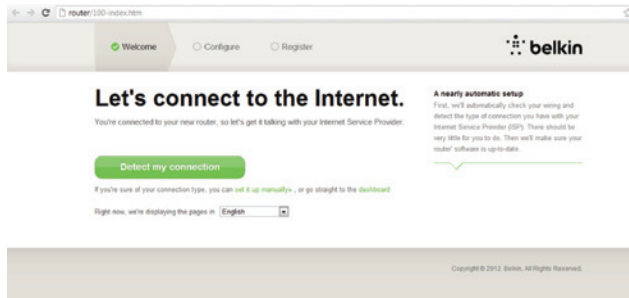 router/100-index.htm
Welcome
Configure
Register
belkin
Let's connect to the Internet.
You're connected to your new router, so let's get it talking with your Internet Service Provider.
Detect my connection
If you're sure of your connection type, you can set it up manually» , or go straight to the dashboard
Right now, we're displaying the pages in English
A nearly automatic setup
First, we'll automatically check your wiring and
detect the type of connection you have with your
Internet Service Provider (ISP). There should be
very little for you to do. Then we'll make sure your
router' software is up-to-date.
Copyright © 2012 Belkin, All Rights Reserved.